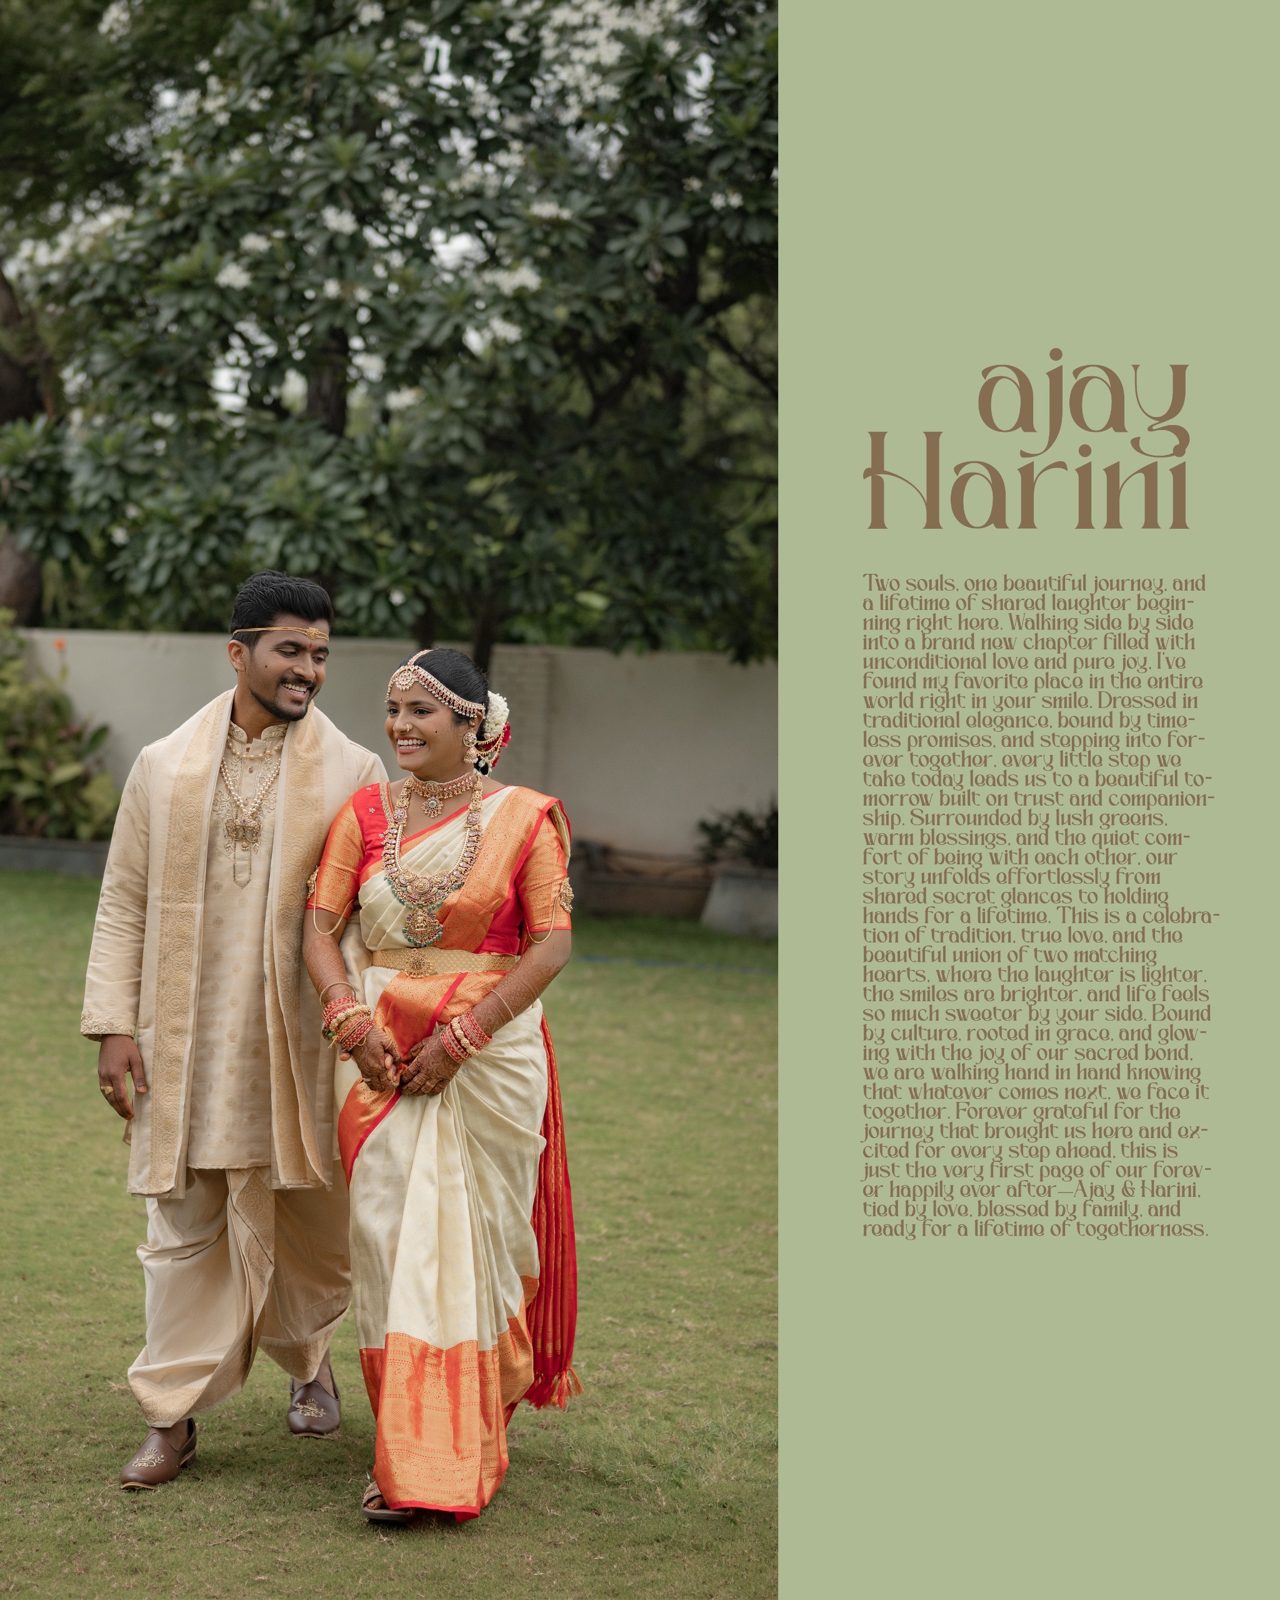 ajay
Harini
Two souls, one beautiful journey, and
a lifetime of shared laughter begin-
ning right here. Walking side by side
into a brand new chapter filled with
unconditional love and pure joy, I've
found my favorite place in the entire
world right in your smile. Dressed in
traditional elegance, bound by time-
less promises, and stepping into for-
ever together, every little step we
take today leads us to a beautiful to-
morrow built on trust and companion-
ship. Surrounded by lush greens,
warm blessings, and the quiet com-
fort of being with each other, our
story unfolds effortlessly from
shared secret glances to holding
hands for a lifetime. This is a celebra-
tion of tradition, true love, and the
beautiful union of two matching
hearts, where the laughter is lighter,
the smiles are brighter, and life feels
so much sweeter by your side. Bound
by culture, rooted in grace, and glow-
ing with the joy of our sacred bond,
we are walking hand in hand knowing
that whatever comes next, we face it
together. Forever grateful for the
journey that brought us here and ex-
cited for every step ahead, this is
just the very first page of our forev-
er happily ever after—Ajay & Harini,
tied by love, blessed by family, and
ready for a lifetime of togetherness.